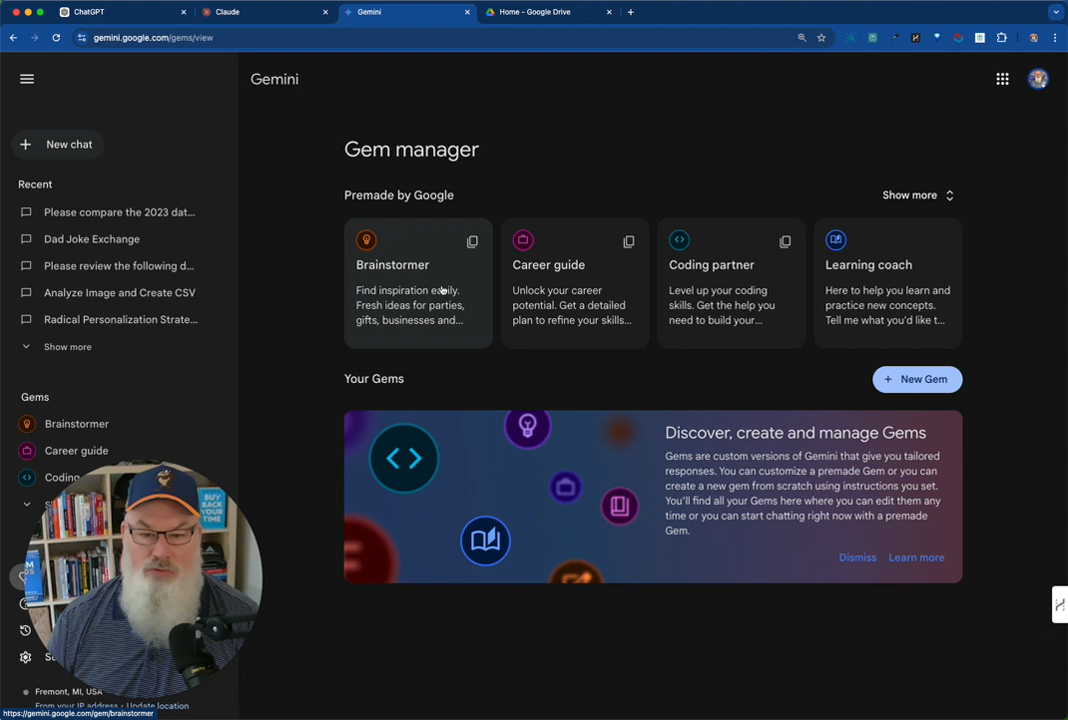 ChatGPT
Claude
Gemini
Home - Google Drive
gemini.google.com/gems/view
Gemini
New chat
Recent
Please compare the 2023 dat...
Dad Joke Exchange
Please review the following d...
Analyze Image and Create CSV
Radical Personalization Strate...
Show more
Gems
Brainstormer
Career guide
Coding
Gem manager
Premade by Google
Show more
Brainstormer
Find inspiration easily.
Fresh ideas for parties,
gifts, businesses and...
Career guide
Unlock your career
potential. Get a detailed
plan to refine your skills...
Coding partner
Level up your coding
skills. Get the help you
need to build your...
Learning coach
Here to help you learn and
practice new concepts.
Tell me what you'd like t...
Your Gems
New Gem
Discover, create and manage Gems
Gems are custom versions of Gemini that give you tailored
responses. You can customize a premade Gem or you can
create a new gem from scratch using instructions you set.
You'll find all your Gems here where you can edit them any
time or you can start chatting right now with a premade
Gem.
Dismiss
Learn more
BUY
BACK
YOUR
TIME
Fremont, MI, USA
From your IP address • Update location
https://gemini.google.com/gem/brainstormer